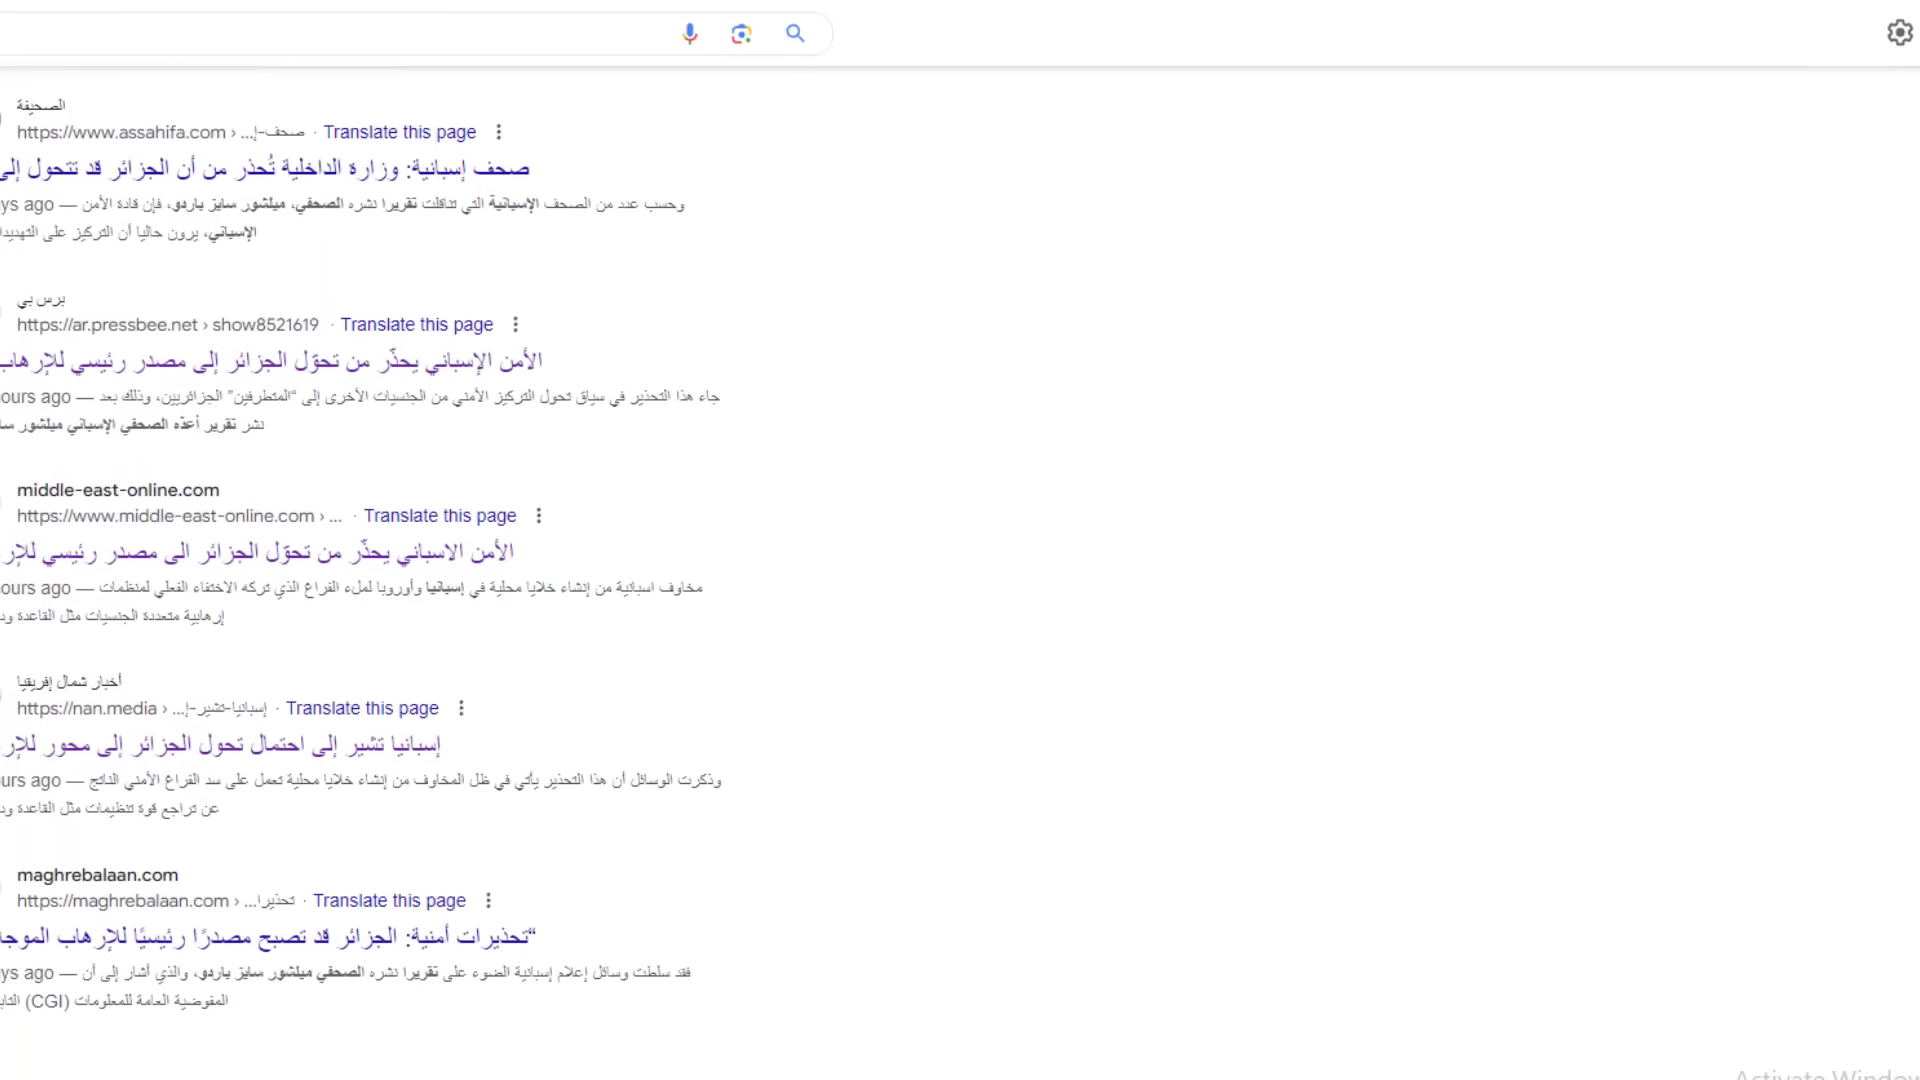 الصحيفة
https://www.assahifa.com › ...صحف-إ · Translate this page
صحف إسبانية: وزارة الداخلية تُحذر من أن الجزائر قد تتحول إلى
ago — وحسب عدد من الصحف الإسبانية التي تناقلت تقريرا نشره الصحفي، ميلشور سايز باردو، فإن قادة الأمن
الإسباني، يرون حاليا أن التركيز على
برس بي
https://ar.pressbee.net › show8521619 · Translate this page
الأمن الإسباني يحذّر من تحوّل الجزائر إلى مصدر رئيسي للإرهاب
ago — جاء هذا التحذير في سياق تحول التركيز الأمني من الجنسيات الأخرى إلى "المتطرفين" الجزائريين، وذلك بعد
نشر تقرير أعدّه الصحفي الإسباني ميلشور
middle-east-online.com
https://www.middle-east-online.com › ... · Translate this page
الأمن الاسباني يحذّر من تحوّل الجزائر الى مصدر رئيسي
ago — مخاوف اسبانية من إنشاء خلايا محلية في إسبانيا وأوروبا لملء الفراغ الذي تركه الاختفاء الفعلي لمنظمات
إرهابية متعددة الجنسيات مثل القاعدة
أخبار شمال إفريقيا
https://nan.media › ...إسبانيا-تشير-إ · Translate this page
إسبانيا تشير إلى احتمال تحول الجزائر إلى محور
ago — وذكرت الوسائل أن هذا التحذير يأتي في ظل المخاوف من إنشاء خلايا محلية تعمل على سد الفراغ الأمني الناتج
عن تراجع قوة تنظيمات مثل القاعدة
maghrebalaan.com
https://maghrebalaan.com › ...تحذيرا · Translate this page
“تحذيرات أمنية: الجزائر قد تصبح مصدرًا رئيسيًا للإرهاب
ago — فقد سلطت وسائل إعلام إسبانية الضوء على تقريرا نشره الصحفي ميلشور سايز باردو، والذي أشار إلى أن
المفوضية العامة للمعلومات (CGI)